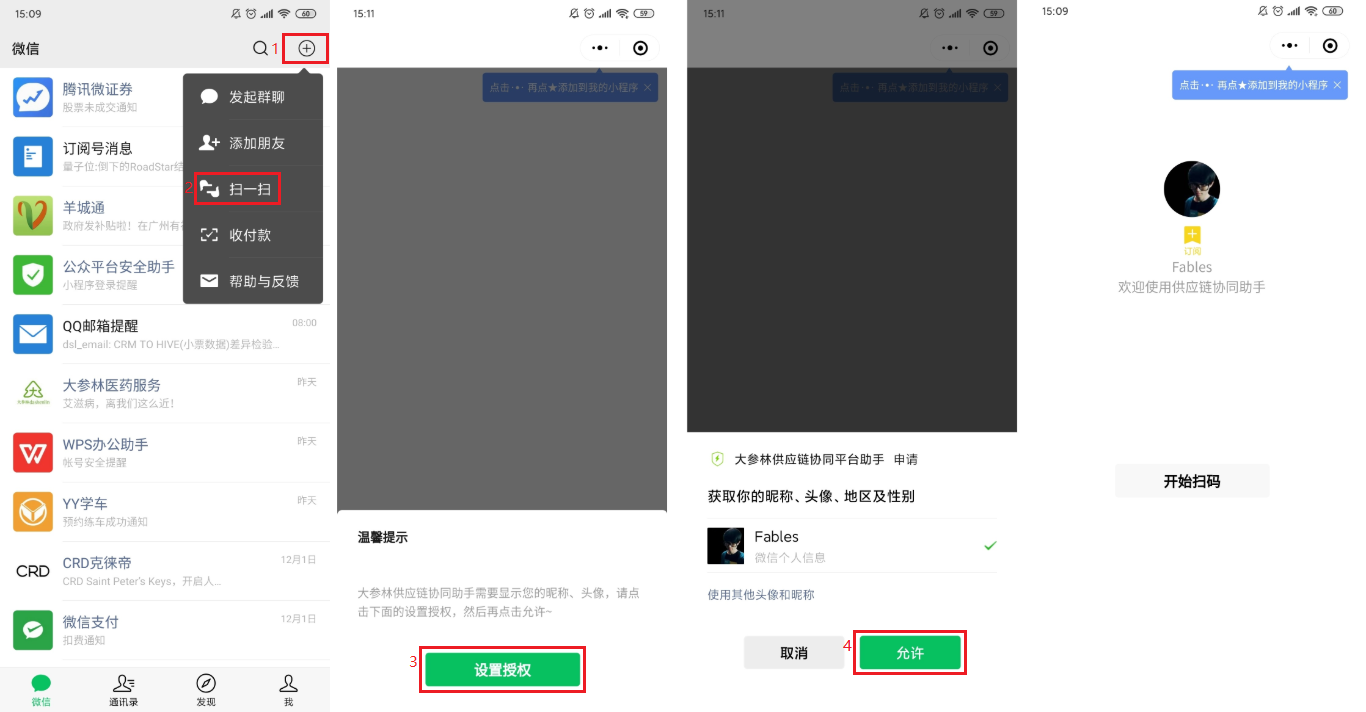 15:09
60
微信
1
发起群聊
添加朋友
2
扫一扫
收付款
帮助与反馈
腾讯微证券
股票未成交通知
订阅号消息
量子位:倒下的RoadStar结
羊城通
政府发补贴啦！在广州有
公众平台安全助手
小程序登录提醒
QQ邮箱提醒
08:00
dsl_email: CRM TO HIVE(小票数据)差异检验...
大参林医药服务
昨天
艾滋病，离我们这么近！
WPS办公助手
昨天
帐号安全提醒
YY学车
昨天
预约练车成功通知
CRD
CRD克徕帝
12月1日
CRD Saint Peter's Keys，开启人...
微信支付
12月1日
扣费通知
微信
通讯录
发现
我
15:11
59
点击·•· 再点★添加到我的小程序 ×
温馨提示
大参林供应链协同助手需要显示您的昵称、头像，请点
击下面的设置授权，然后再点击允许~
3
设置授权
15:11
59
点击·•· 再点★添加到我的小程序 ×
大参林供应链协同平台助手 申请
获取你的昵称、头像、地区及性别
Fables
微信个人信息
使用其他头像和昵称
取消
4
允许
15:09
60
点击·•· 再点★添加到我的小程序 ×
订阅
Fables
欢迎使用供应链协同助手
开始扫码